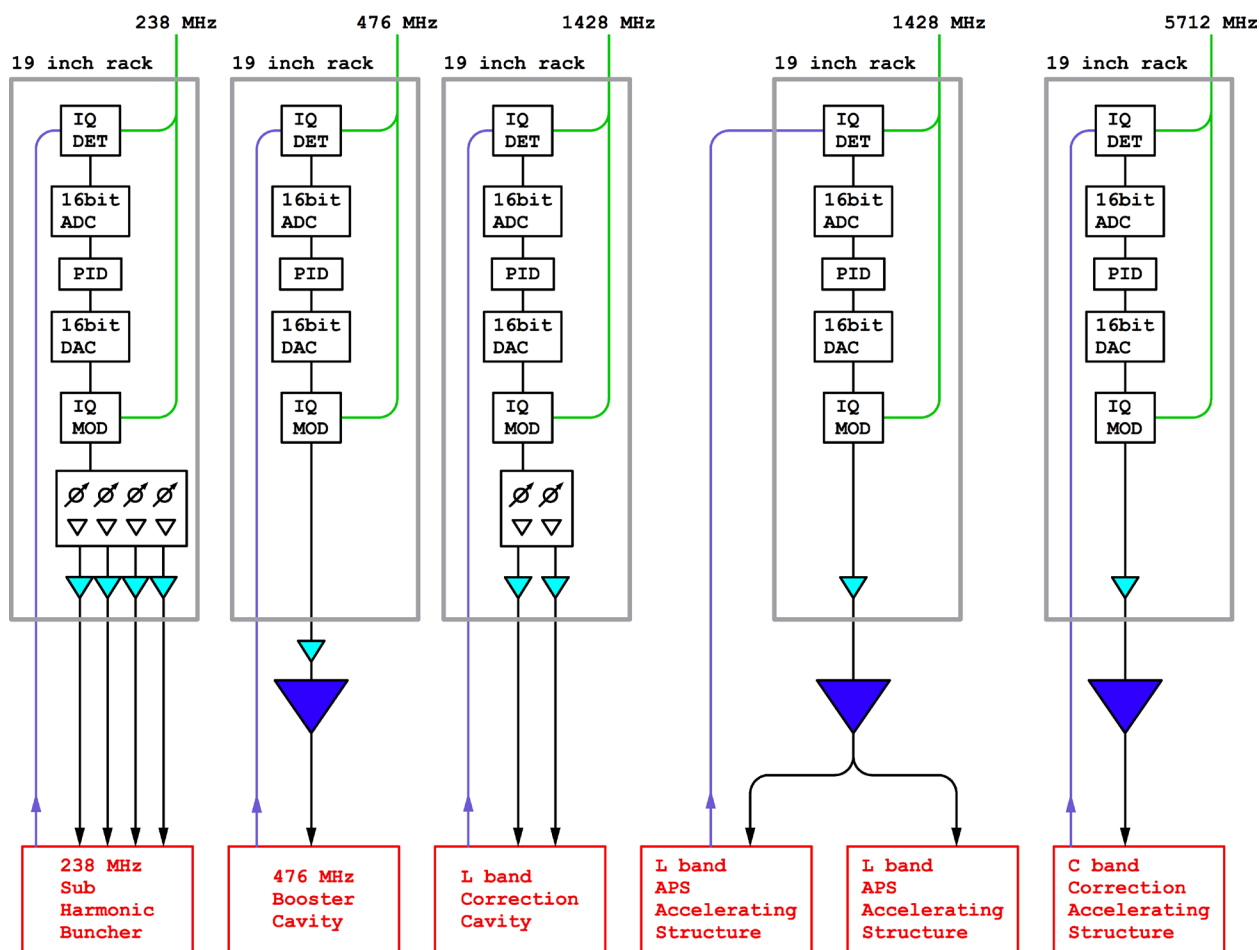 238 MHz
476 MHz
1428 MHz
1428 MHz
5712 MHz
19 inch rack
19 inch rack
19 inch rack
19 inch rack
19 inch rack
IQ
DET
16bit
ADC
PID
16bit
DAC
IQ
MOD
IQ
DET
16bit
ADC
PID
16bit
DAC
IQ
MOD
IQ
DET
16bit
ADC
PID
16bit
DAC
IQ
MOD
IQ
DET
16bit
ADC
PID
16bit
DAC
IQ
MOD
IQ
DET
16bit
ADC
PID
16bit
DAC
IQ
MOD
238 MHz
Sub
Harmonic
Buncher
476 MHz
Booster
Cavity
L band
Correction
Cavity
L band
APS
Accelerating
Structure
L band
APS
Accelerating
Structure
C band
Correction
Accelerating
Structure